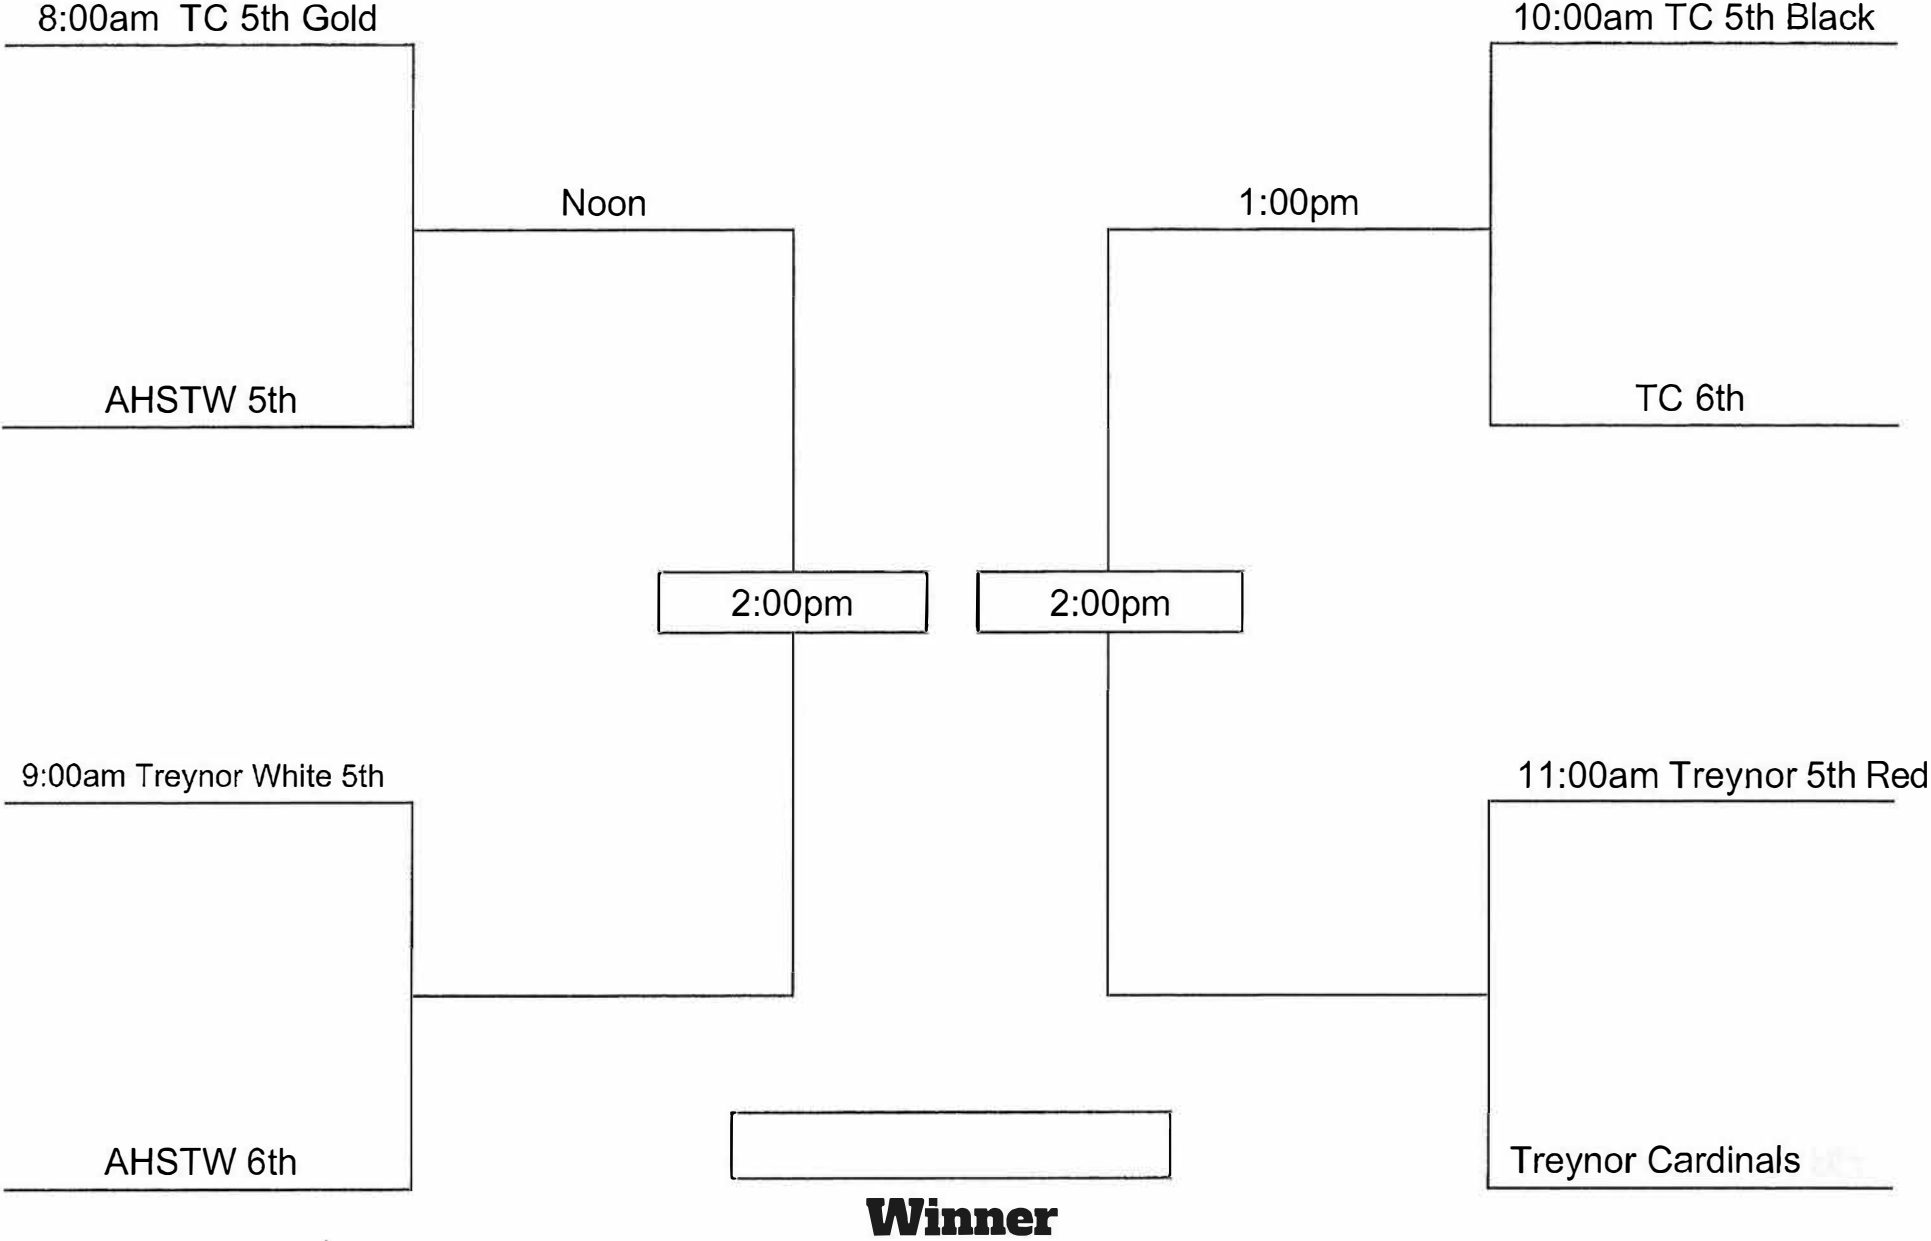 8:00am TC 5th Gold
10:00am TC 5th Black
Noon
1:00pm
AHSTW 5th
TC 6th
2:00pm
2:00pm
9:00am Treynor White 5th
11:00am Treynor 5th Red
AHSTW 6th
Treynor Cardinals
Winner